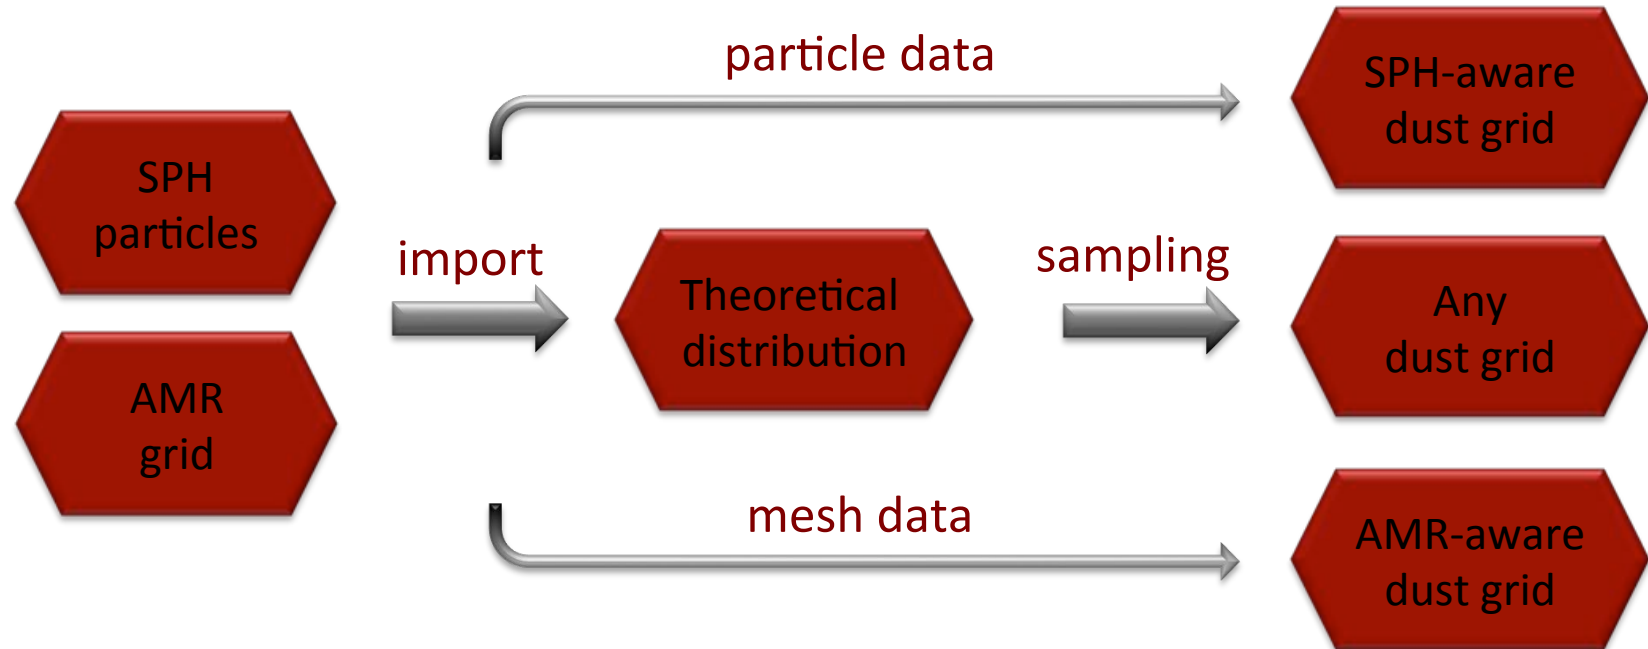 particle data
SPH-aware
dust grid
SPH
particles
import
Theoretical
distribution
sampling
Any
dust grid
AMR
grid
mesh data
AMR-aware
dust grid